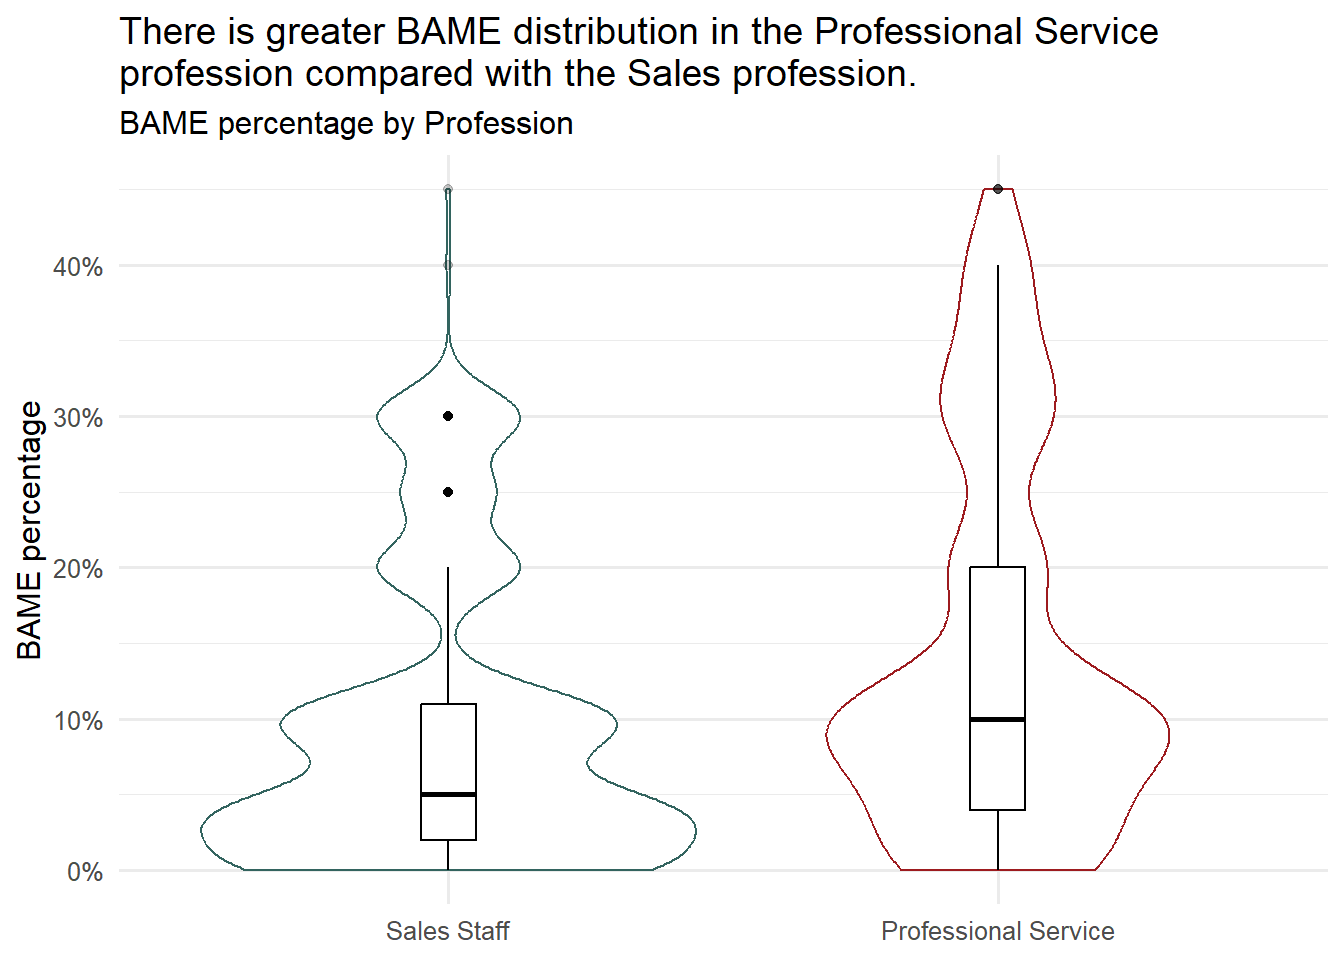 There is greater BAME distribution in the Professional Service
profession compared with the Sales profession.
BAME percentage by Profession
BAME percentage
40%
30%
20%
10%
0%
Sales Staff
Professional Service